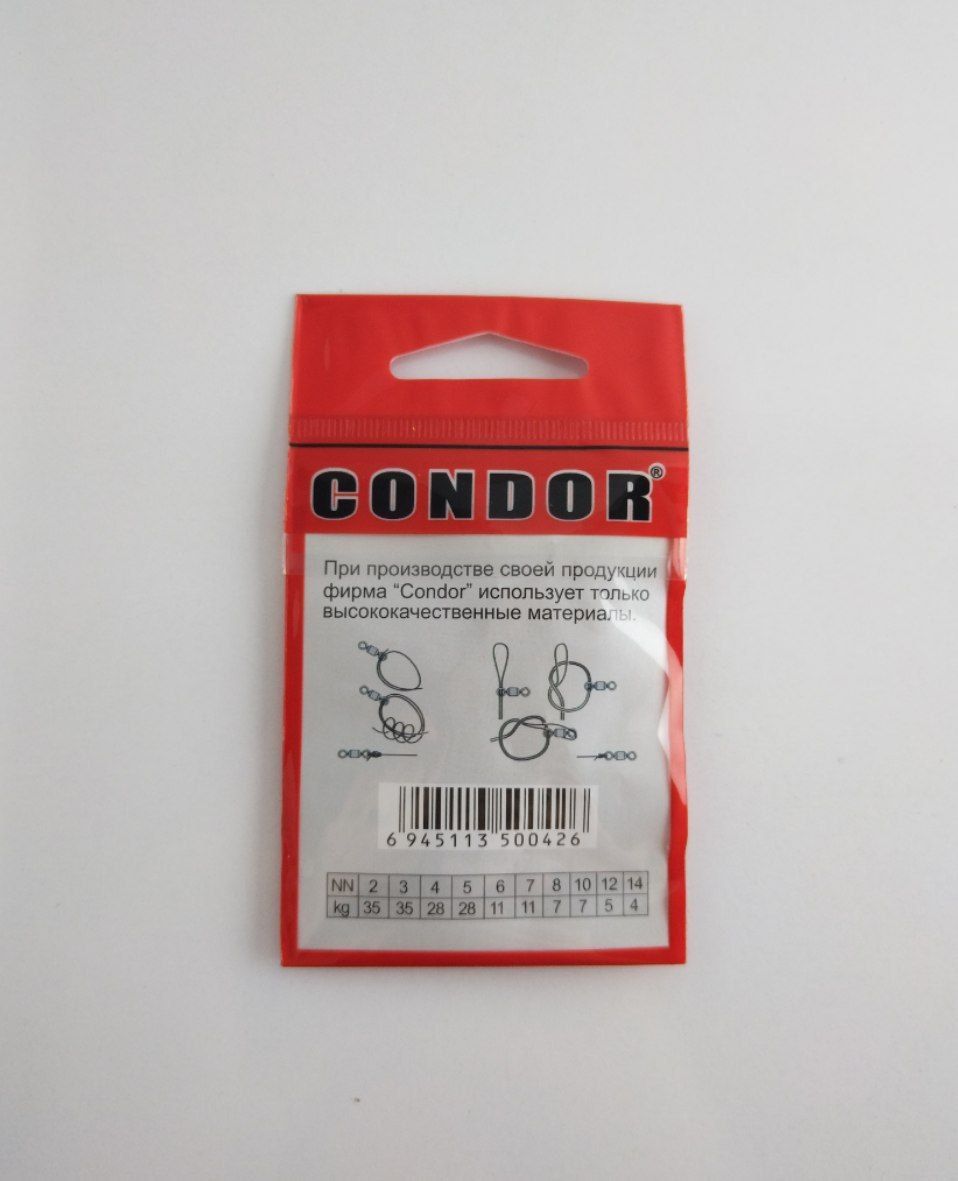 CONDOR®
При производстве своей продукции
фирма “Condor” использует только
высококачественные материалы.
6 945113 500426
NN 2 3 4 5 6 7 8 10 12 14
kg 35 35 28 28 11 11 7 7 5 4